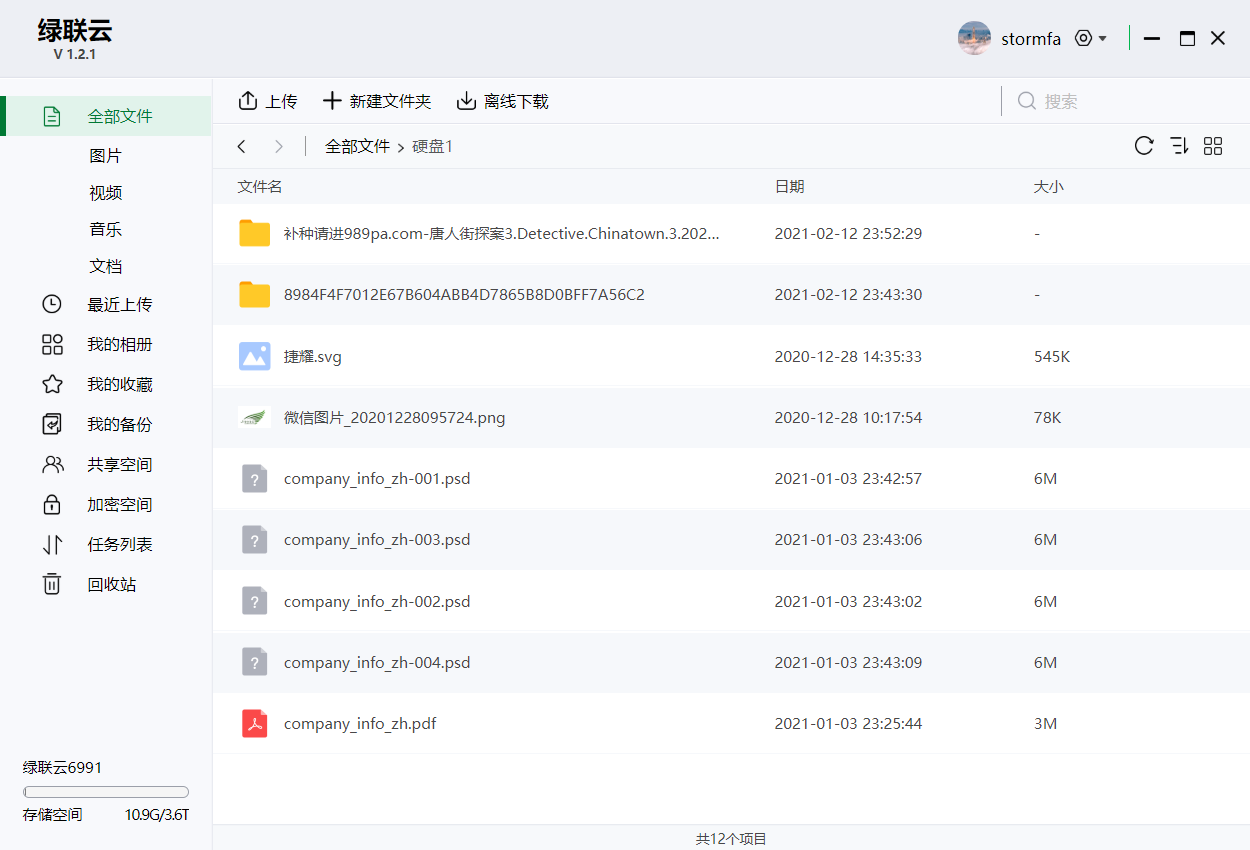 绿联云
V 1.2.1
stormfa
全部文件
图片
视频
音乐
文档
最近上传
我的相册
我的收藏
我的备份
共享空间
加密空间
任务列表
回收站
绿联云6991
存储空间 10.9G/3.6T
上传 新建文件夹 离线下载 搜索
全部文件 > 硬盘1
文件名 日期 大小
补种请进989pa.com-唐人街探案3.Detective.Chinatown.3.202... 2021-02-12 23:52:29 -
8984F4F7012E67B604ABB4D7865B8D0BFF7A56C2 2021-02-12 23:43:30 -
捷耀.svg 2020-12-28 14:35:33 545K
微信图片_20201228095724.png 2020-12-28 10:17:54 78K
company_info_zh-001.psd 2021-01-03 23:42:57 6M
company_info_zh-003.psd 2021-01-03 23:43:06 6M
company_info_zh-002.psd 2021-01-03 23:43:02 6M
company_info_zh-004.psd 2021-01-03 23:43:09 6M
company_info_zh.pdf 2021-01-03 23:25:44 3M
共12个项目